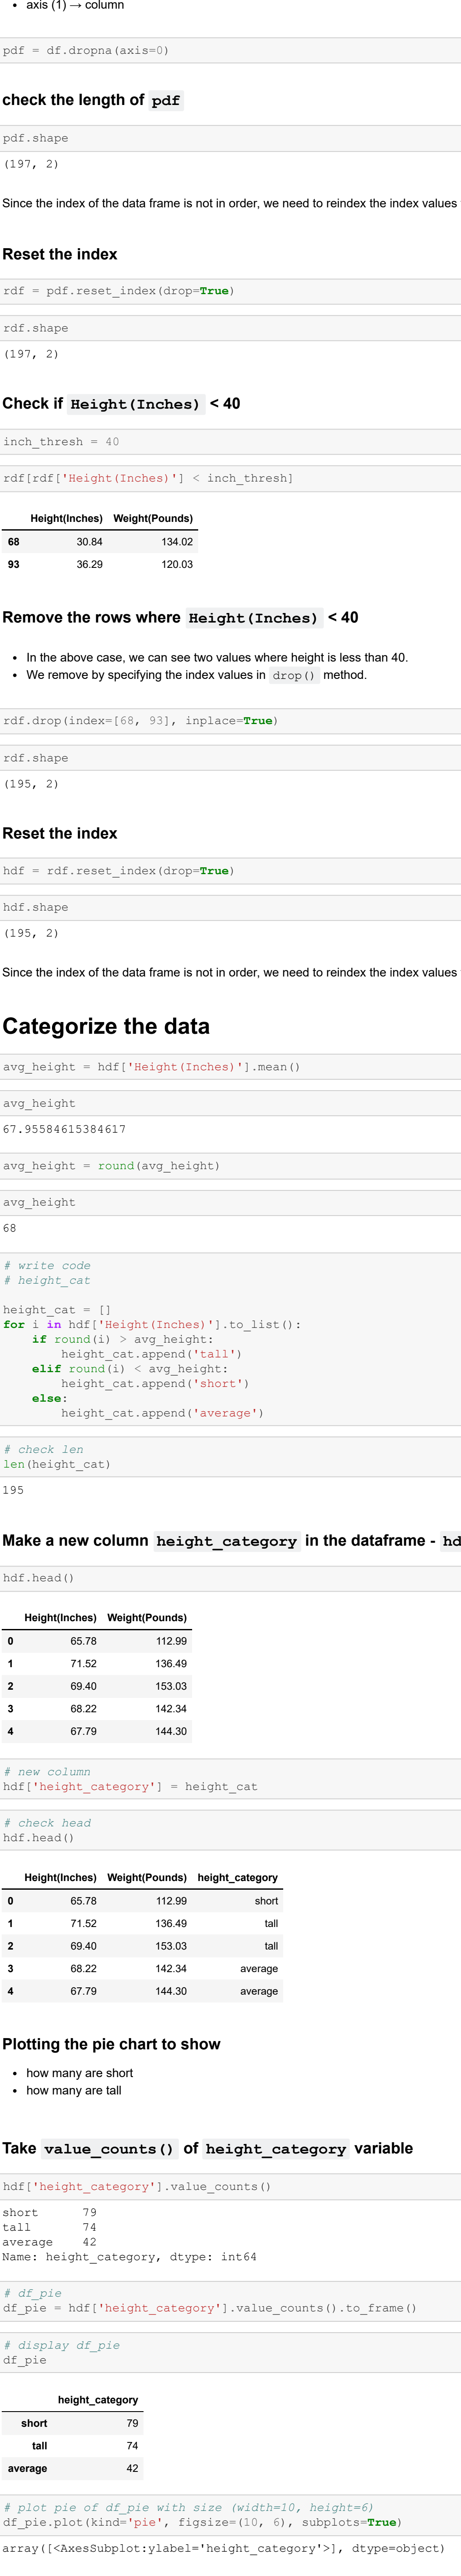 • axis (1) → column
pdf = df.dropna(axis=0)
check the length of pdf
pdf.shape
(197, 2)
Since the index of the data frame is not in order, we need to reindex the index values
Reset the index
rdf = pdf.reset_index(drop=True)
rdf.shape
(197, 2)
Check if Height(Inches) < 40
inch_thresh = 40
rdf[rdf['Height(Inches)'] < inch_thresh]
Height(Inches) Weight(Pounds)
68 30.84 134.02
93 36.29 120.03
Remove the rows where Height(Inches) < 40
• In the above case, we can see two values where height is less than 40.
• We remove by specifying the index values in drop() method.
rdf.drop(index=[68, 93], inplace=True)
rdf.shape
(195, 2)
Reset the index
hdf = rdf.reset_index(drop=True)
hdf.shape
(195, 2)
Since the index of the data frame is not in order, we need to reindex the index values
Categorize the data
avg_height = hdf['Height(Inches)'].mean()
avg_height
67.95584615384617
avg_height = round(avg_height)
avg_height
68
# write code
# height_cat
height_cat = []
for i in hdf['Height(Inches)'].to_list():
    if round(i) > avg_height:
        height_cat.append('tall')
    elif round(i) < avg_height:
        height_cat.append('short')
    else:
        height_cat.append('average')
# check len
len(height_cat)
195
Make a new column height_category in the dataframe - hd
hdf.head()
Height(Inches) Weight(Pounds)
0 65.78 112.99
1 71.52 136.49
2 69.40 153.03
3 68.22 142.34
4 67.79 144.30
# new column
hdf['height_category'] = height_cat
# check head
hdf.head()
Height(Inches) Weight(Pounds) height_category
0 65.78 112.99 short
1 71.52 136.49 tall
2 69.40 153.03 tall
3 68.22 142.34 average
4 67.79 144.30 average
Plotting the pie chart to show
• how many are short
• how many are tall
Take value_counts() of height_category variable
hdf['height_category'].value_counts()
short 79
tall 74
average 42
Name: height_category, dtype: int64
# df_pie
df_pie = hdf['height_category'].value_counts().to_frame()
# display df_pie
df_pie
height_category
short 79
tall 74
average 42
# plot pie of df_pie with size (width=10, height=6)
df_pie.plot(kind='pie', figsize=(10, 6), subplots=True)
array([<AxesSubplot:ylabel='height_category'>], dtype=object)